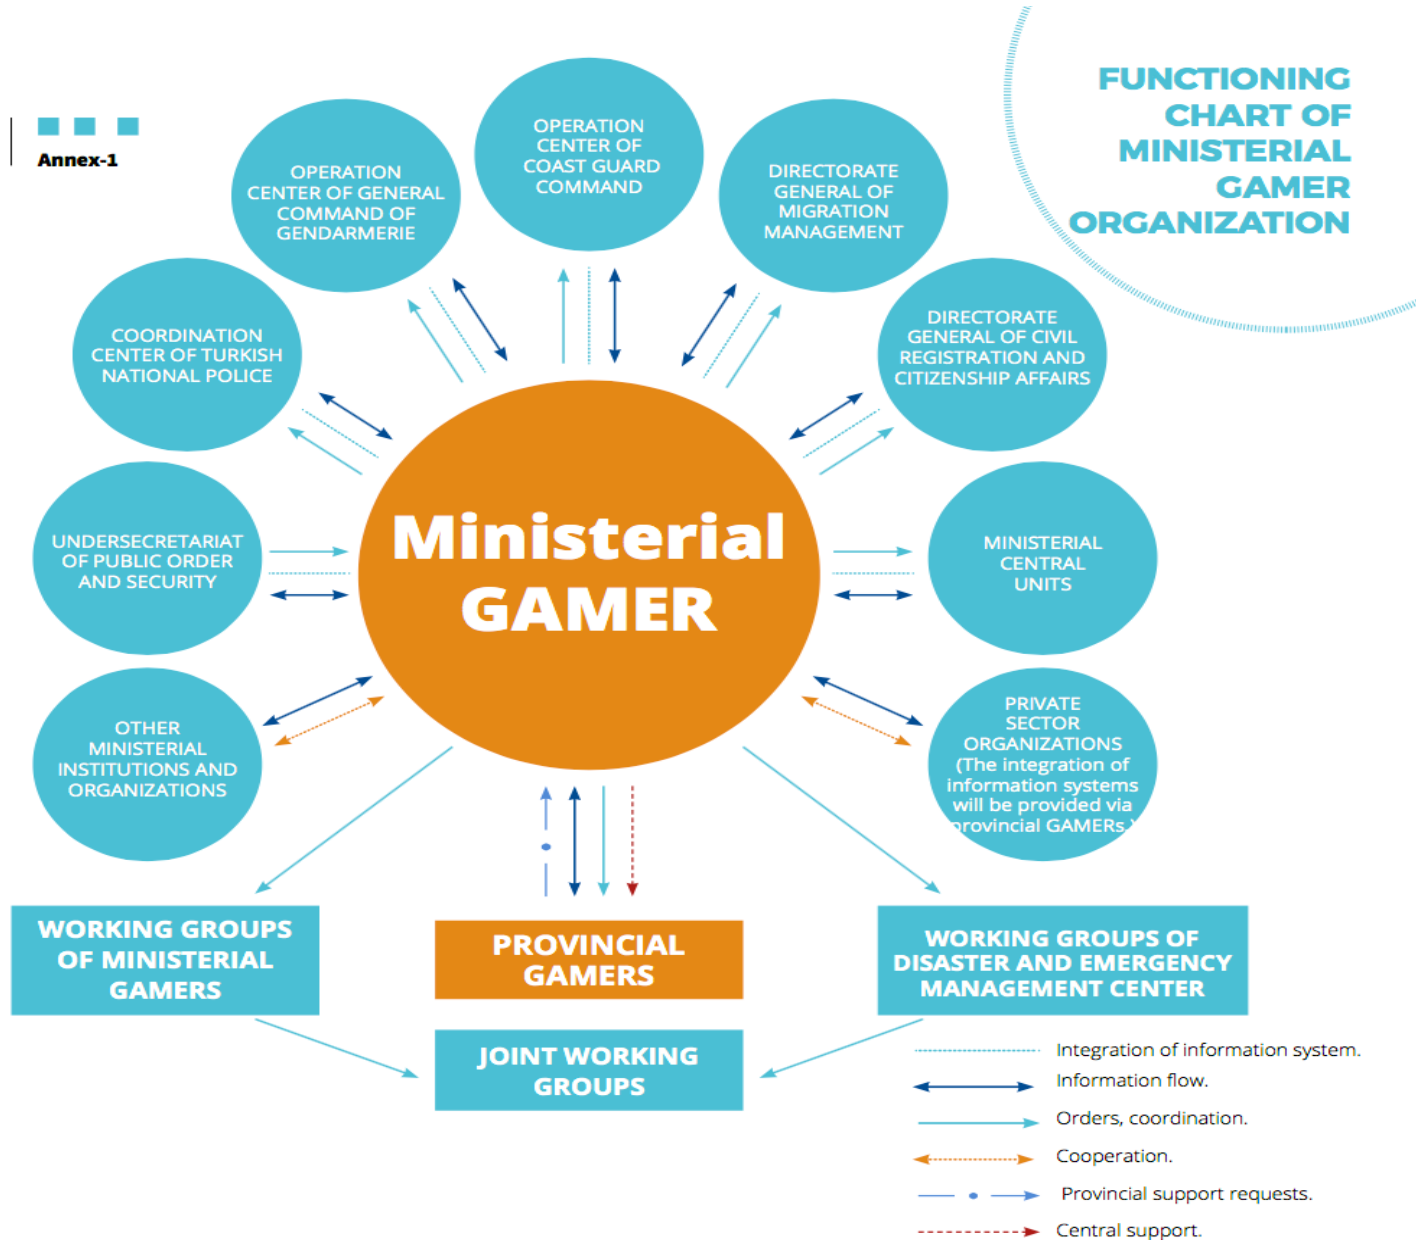 Annex-1
FUNCTIONING
CHART OF
MINISTERIAL
GAMER
ORGANIZATION
OPERATION
CENTER OF
COAST GUARD
COMMAND
OPERATION
CENTER OF GENERAL
COMMAND OF
GENDARMERIE
DIRECTORATE
GENERAL OF
MIGRATION
MANAGEMENT
COORDINATION
CENTER OF TURKISH
NATIONAL POLICE
DIRECTORATE
GENERAL OF CIVIL
REGISTRATION AND
CITIZENSHIP AFFAIRS
Ministerial
GAMER
UNDERSECRETARIAT
OF PUBLIC ORDER
AND SECURITY
MINISTERIAL
CENTRAL
UNITS
OTHER
MINISTERIAL
INSTITUTIONS AND
ORGANIZATIONS
PRIVATE
SECTOR
ORGANIZATIONS
(The integration of
information systems
will be provided via
provincial GAMERs.)
WORKING GROUPS
OF MINISTERIAL
GAMERS
PROVINCIAL
GAMERS
WORKING GROUPS OF
DISASTER AND EMERGENCY
MANAGEMENT CENTER
JOINT WORKING
GROUPS
Integration of information system.
Information flow.
Orders, coordination.
Cooperation.
Provincial support requests.
Central support.